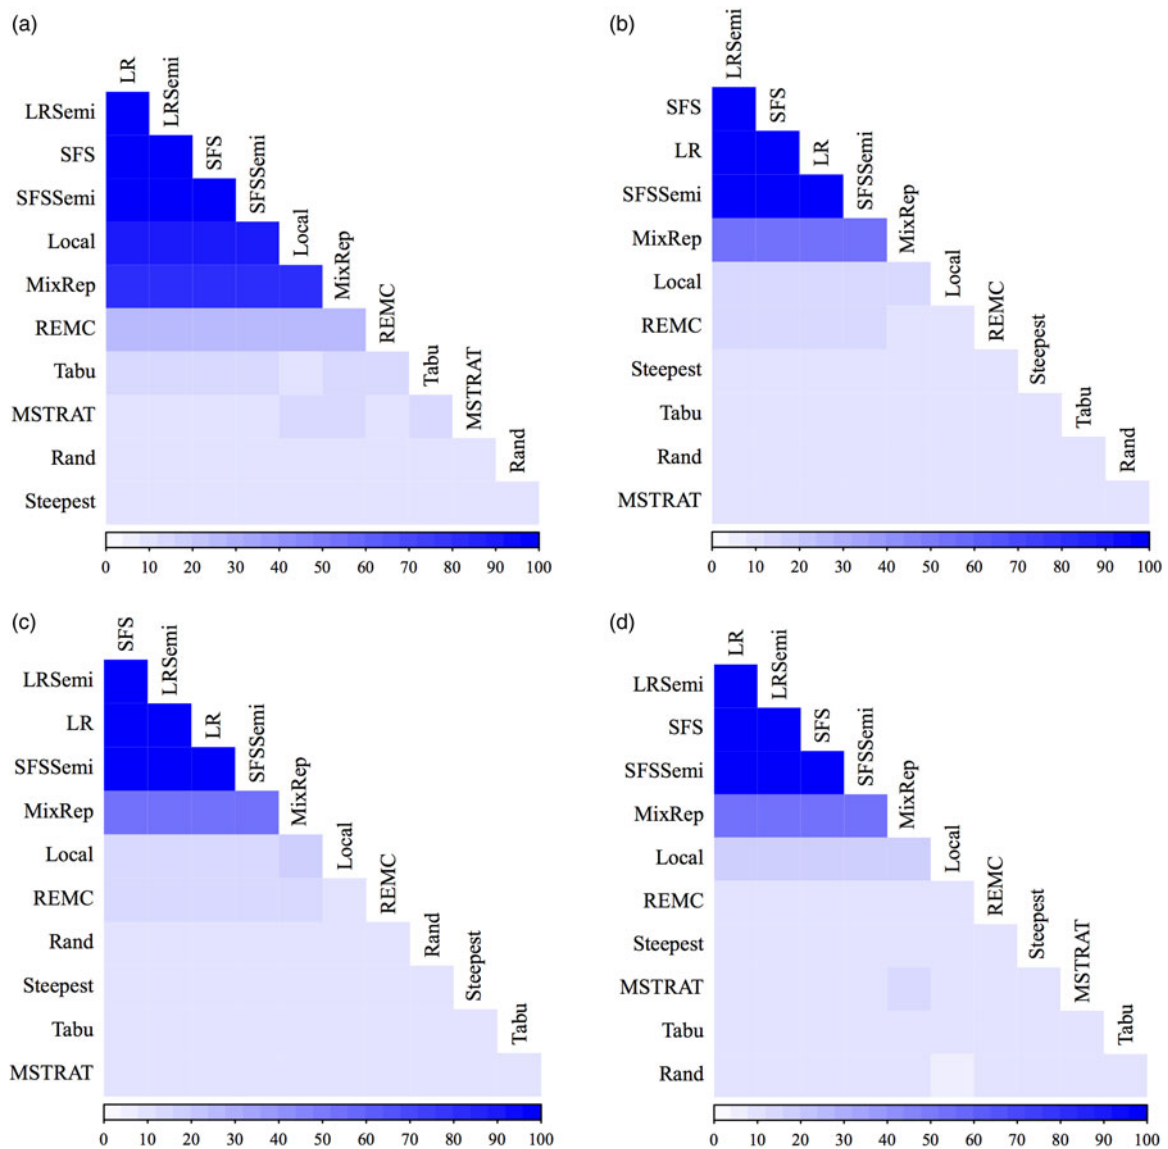 (a)
LR
LRSemi
LRSemi
SFS
SFS
SFSSemi
SFSSemi
Local
Local
MixRep
MixRep
REMC
REMC
Tabu
Tabu
MSTRAT
MSTRAT
Rand
Rand
Steepest
0 10 20 30 40 50 60 70 80 90 100
(b)
LRSemi
SFS
SFS
LR
LR
SFSSemi
SFSSemi
MixRep
MixRep
Local
Local
REMC
REMC
Steepest
Steepest
Tabu
Tabu
Rand
Rand
MSTRAT
0 10 20 30 40 50 60 70 80 90 100
(c)
SFS
LRSemi
LRSemi
LR
LR
SFSSemi
SFSSemi
MixRep
MixRep
Local
Local
REMC
REMC
Rand
Rand
Steepest
Steepest
Tabu
Tabu
MSTRAT
0 10 20 30 40 50 60 70 80 90 100
(d)
LR
LRSemi
LRSemi
SFS
SFS
SFSSemi
SFSSemi
MixRep
MixRep
Local
Local
REMC
REMC
Steepest
Steepest
MSTRAT
MSTRAT
Tabu
Tabu
Rand
0 10 20 30 40 50 60 70 80 90 100